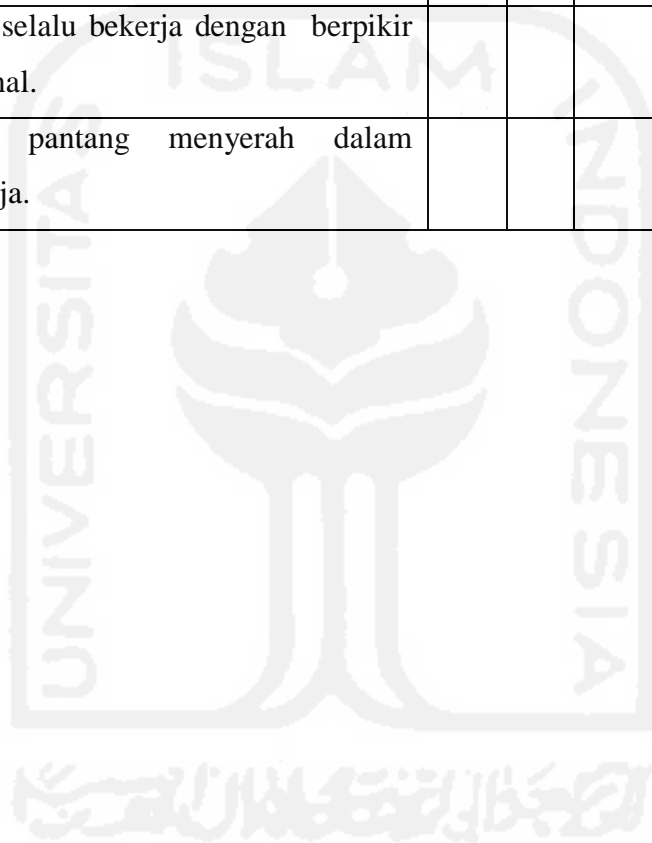 selalu bekerja dengan berpikir
nal.
pantang menyerah dalam
ja.
ISLAM
UNIVERSITAS
INDONESIA